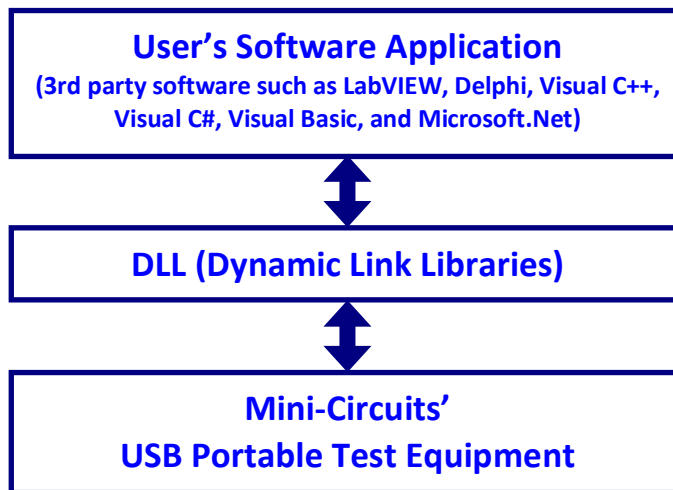 User’s Software Application
(3rd party software such as LabVIEW, Delphi, Visual C++,
Visual C#, Visual Basic, and Microsoft.Net)
DLL (Dynamic Link Libraries)
Mini-Circuits’
USB Portable Test Equipment